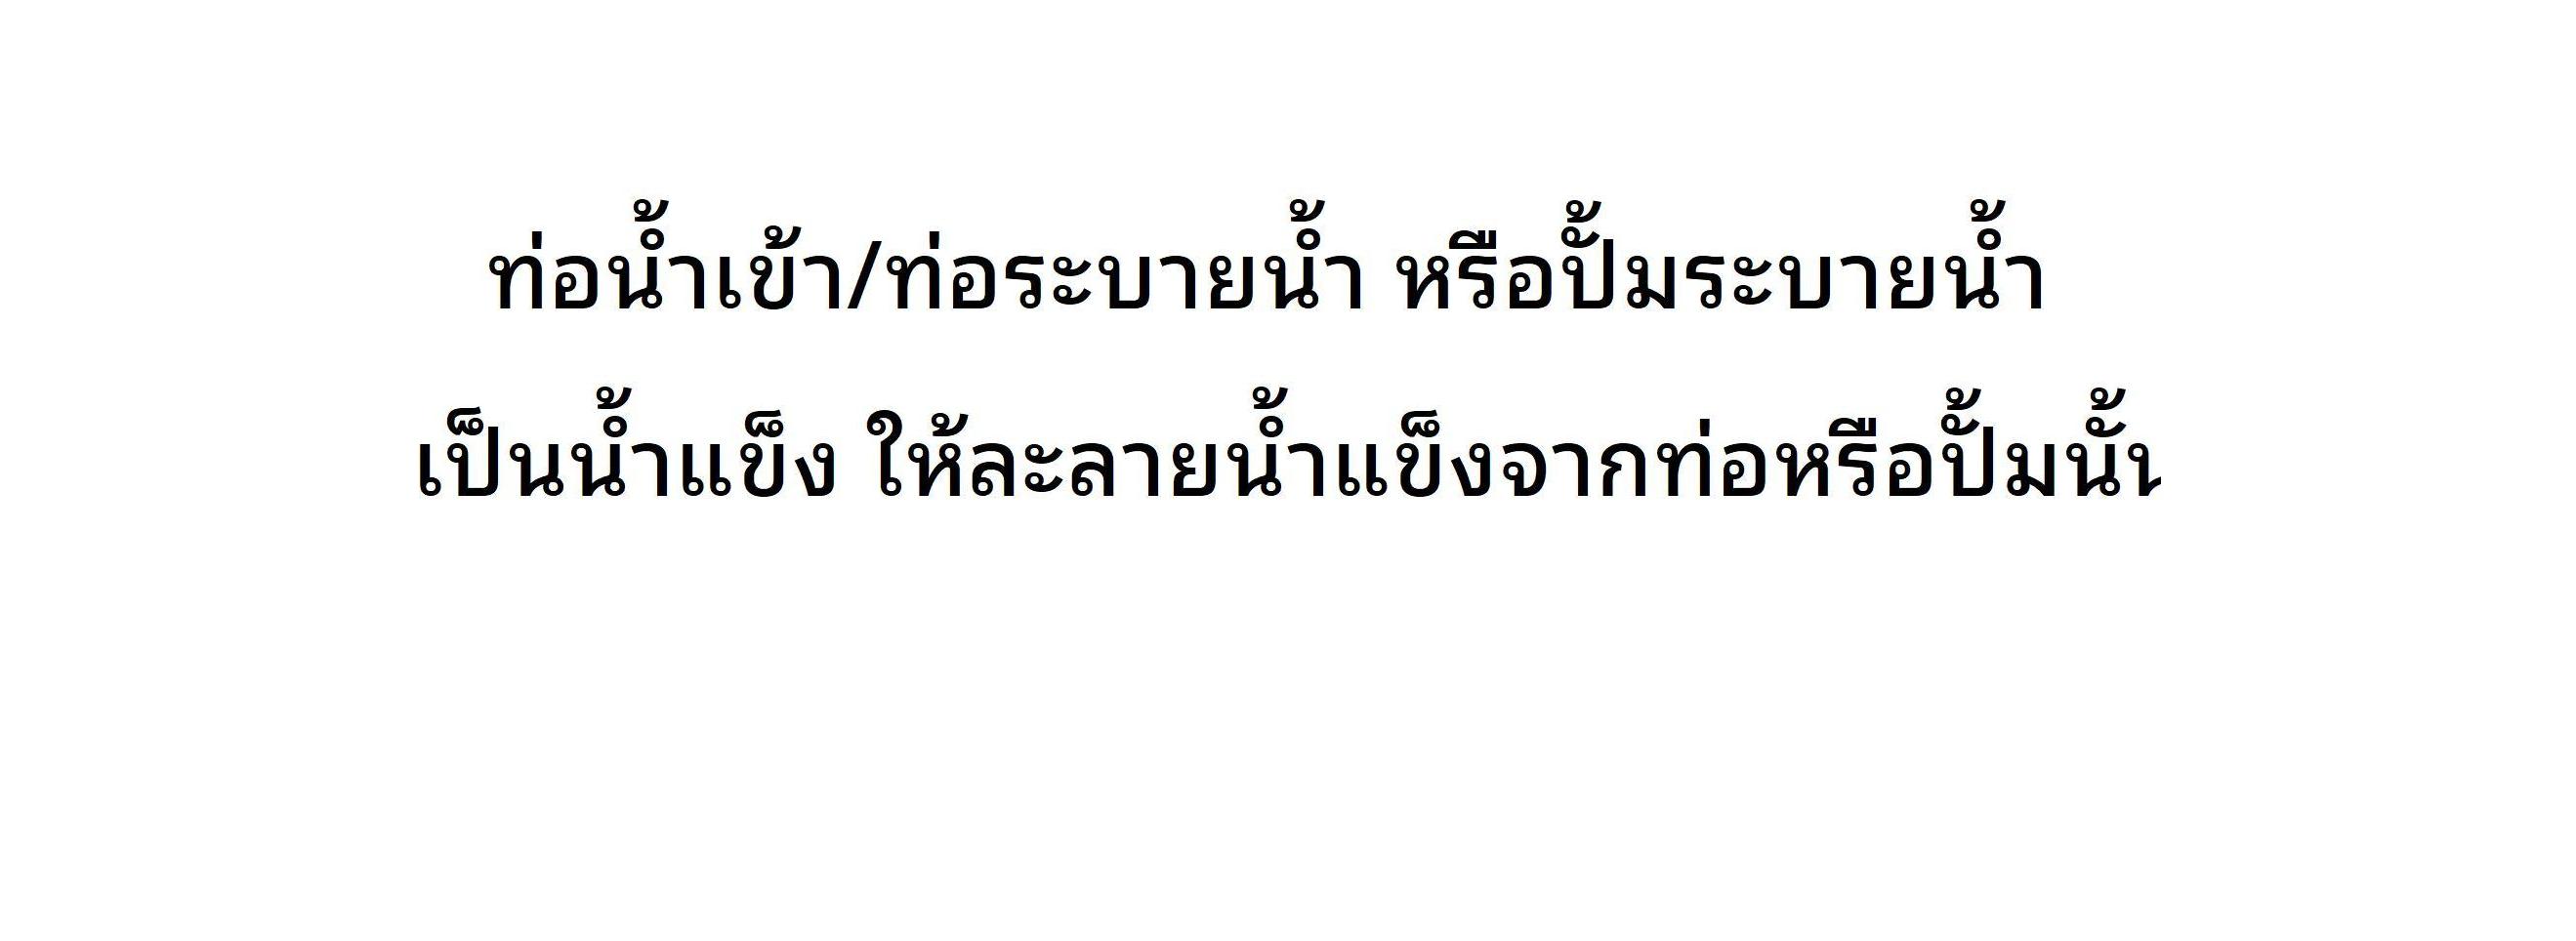 ท่อน้ำเข้า/ท่อระบายน้ำ หรือปั้มระบายน้ำ
เป็นน้ำแข็ง ให้ละลายน้ำแข็งจากท่อหรือปั้มนั้น